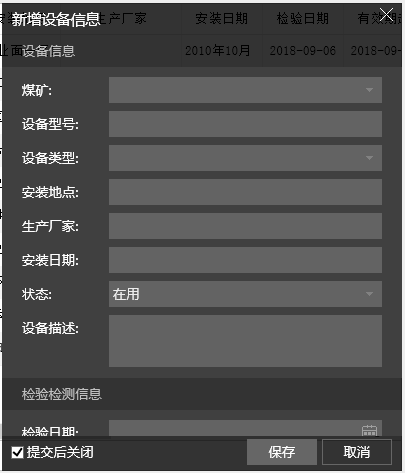 新增设备信息
生产厂家 安装日期 检验日期
设备信息
2010年10月 2018-09-06 2018-09-
煤矿:
设备型号:
设备类型:
安装地点:
生产厂家:
安装日期:
状态: 在用
设备描述:
检验检测信息
检验日期:
提交后关闭 保存 取消